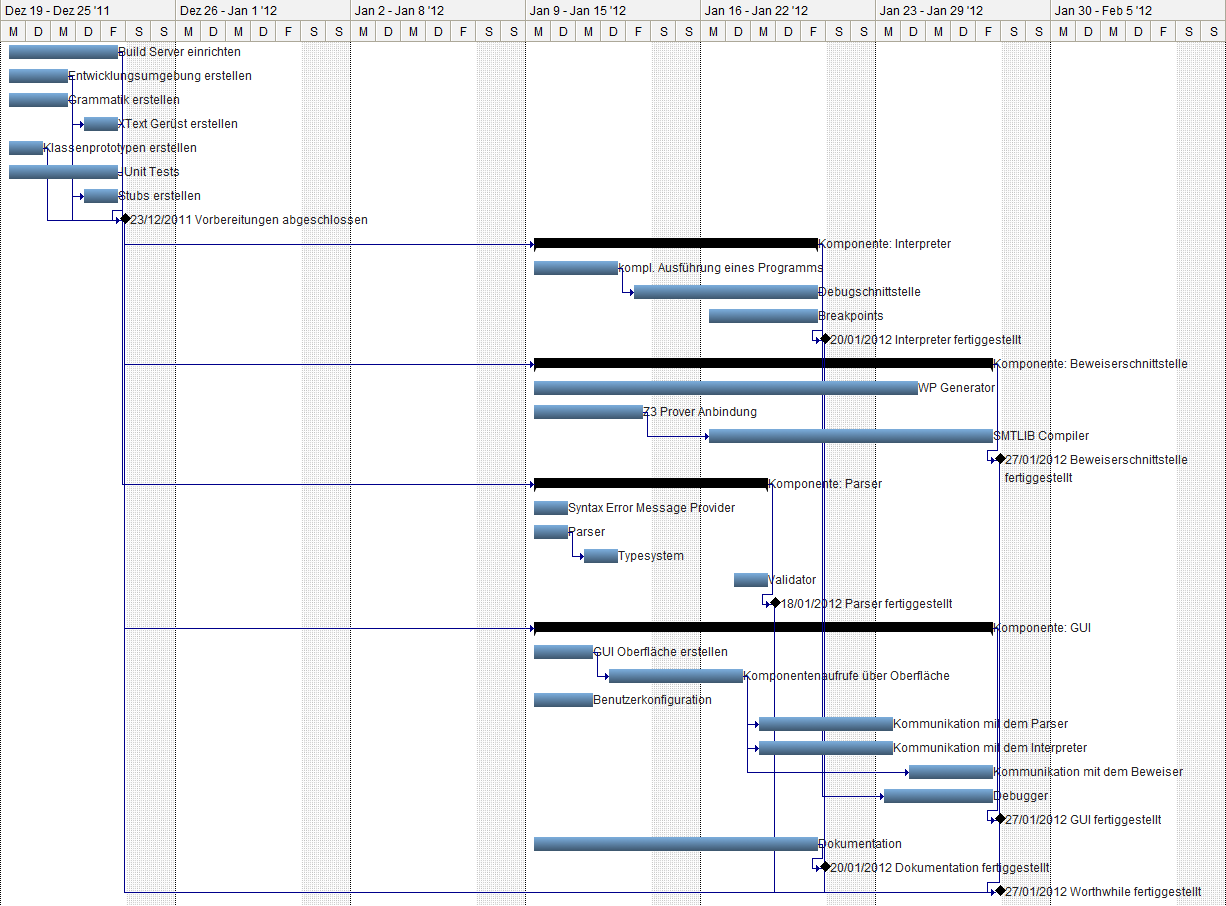 Dez 19 - Dez 25 '11 Dez 26 - Jan 1 '12 Jan 2 - Jan 8 '12 Jan 9 - Jan 15 '12 Jan 16 - Jan 22 '12 Jan 23 - Jan 29 '12 Jan 30 - Feb 5 '12
M D M D F S S M D M D F S S M D M D F S S M D M D F S S M D M D F S S M D M D F S S M D M D F S S
Build Server einrichten
Entwicklungsumgebung erstellen
Grammatik erstellen
XText Gerüst erstellen
Klassenprototypen erstellen
Unit Tests
Stubs erstellen
23/12/2011 Vorbereitungen abgeschlossen
Komponente: Interpreter
kompl. Ausführung eines Programms
Debugschnittstelle
Breakpoints
20/01/2012 Interpreter fertiggestellt
Komponente: Beweiserschnittstelle
WP Generator
Z3 Prover Anbindung
SMTLIB Compiler
27/01/2012 Beweiserschnittstelle
fertiggestellt
Komponente: Parser
Syntax Error Message Provider
Parser
Typesystem
Validator
18/01/2012 Parser fertiggestellt
Komponente: GUI
GUI Oberfläche erstellen
Komponentenaufrufe über Oberfläche
Benutzerkonfiguration
Kommunikation mit dem Parser
Kommunikation mit dem Interpreter
Kommunikation mit dem Beweiser
Debugger
27/01/2012 GUI fertiggestellt
Dokumentation
20/01/2012 Dokumentation fertiggestellt
27/01/2012 Worthwhile fertiggestellt